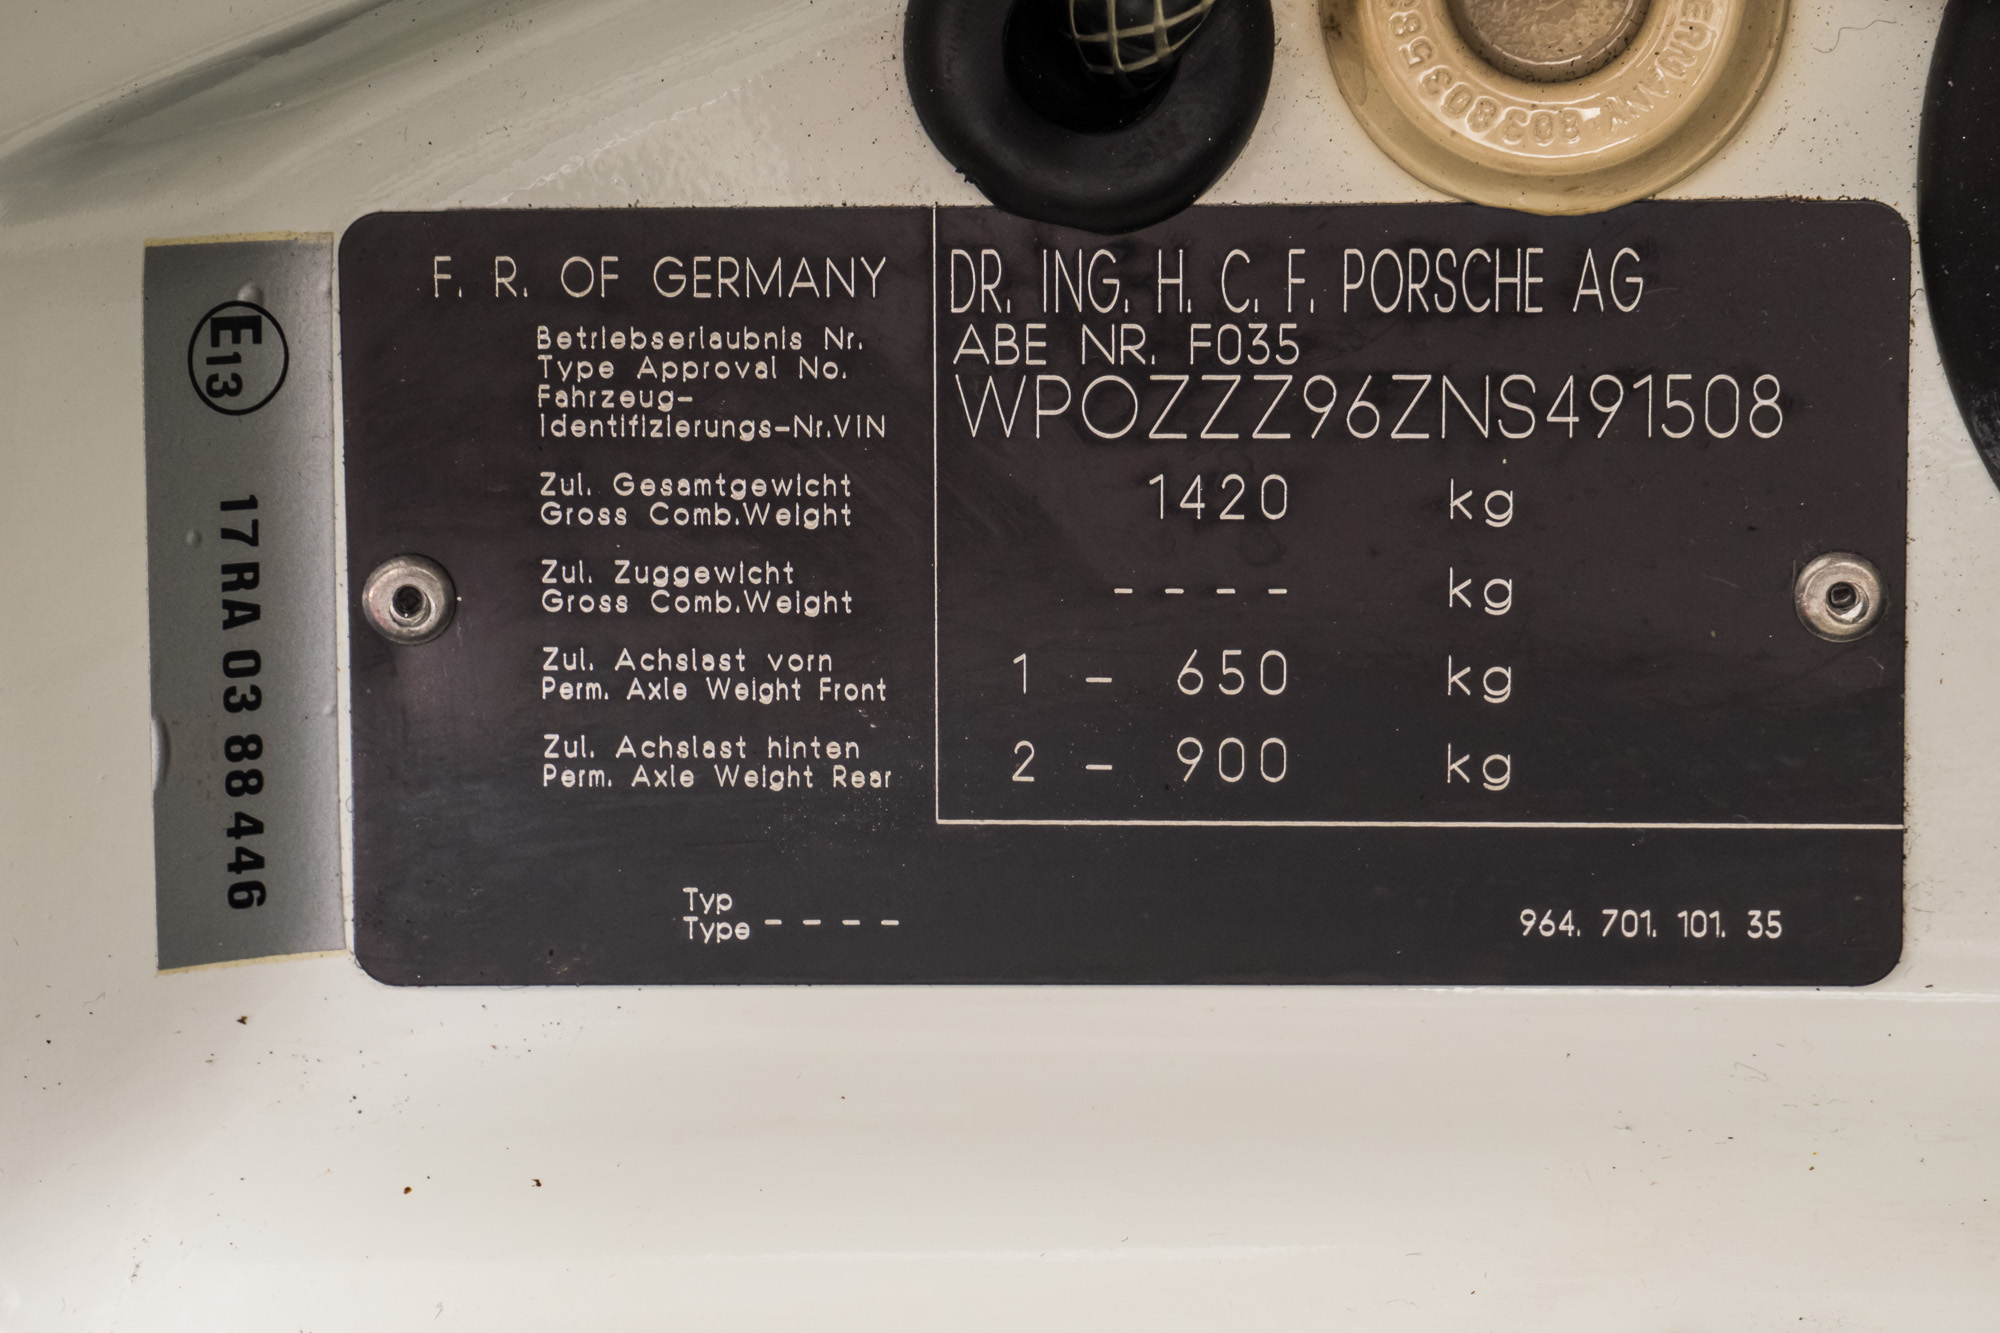 80380358
E13
17 RA 03 88 446
F. R. OF GERMANY
DR. ING. H. C. F. PORSCHE AG
Betriebserlaubnis Nr.
Type Approval No.
ABE NR. F035
Fahrzeug-
Identifizierungs-Nr.VIN
WP0ZZZ96ZNS491508
Zul. Gesamtgewicht
Gross Comb.Weight
1420 kg
Zul. Zuggewicht
Gross Comb.Weight
---- kg
Zul. Achslast vorn
Perm. Axle Weight Front
1 - 650 kg
Zul. Achslast hinten
Perm. Axle Weight Rear
2 - 900 kg
Typ
Type ----
964. 701. 101. 35